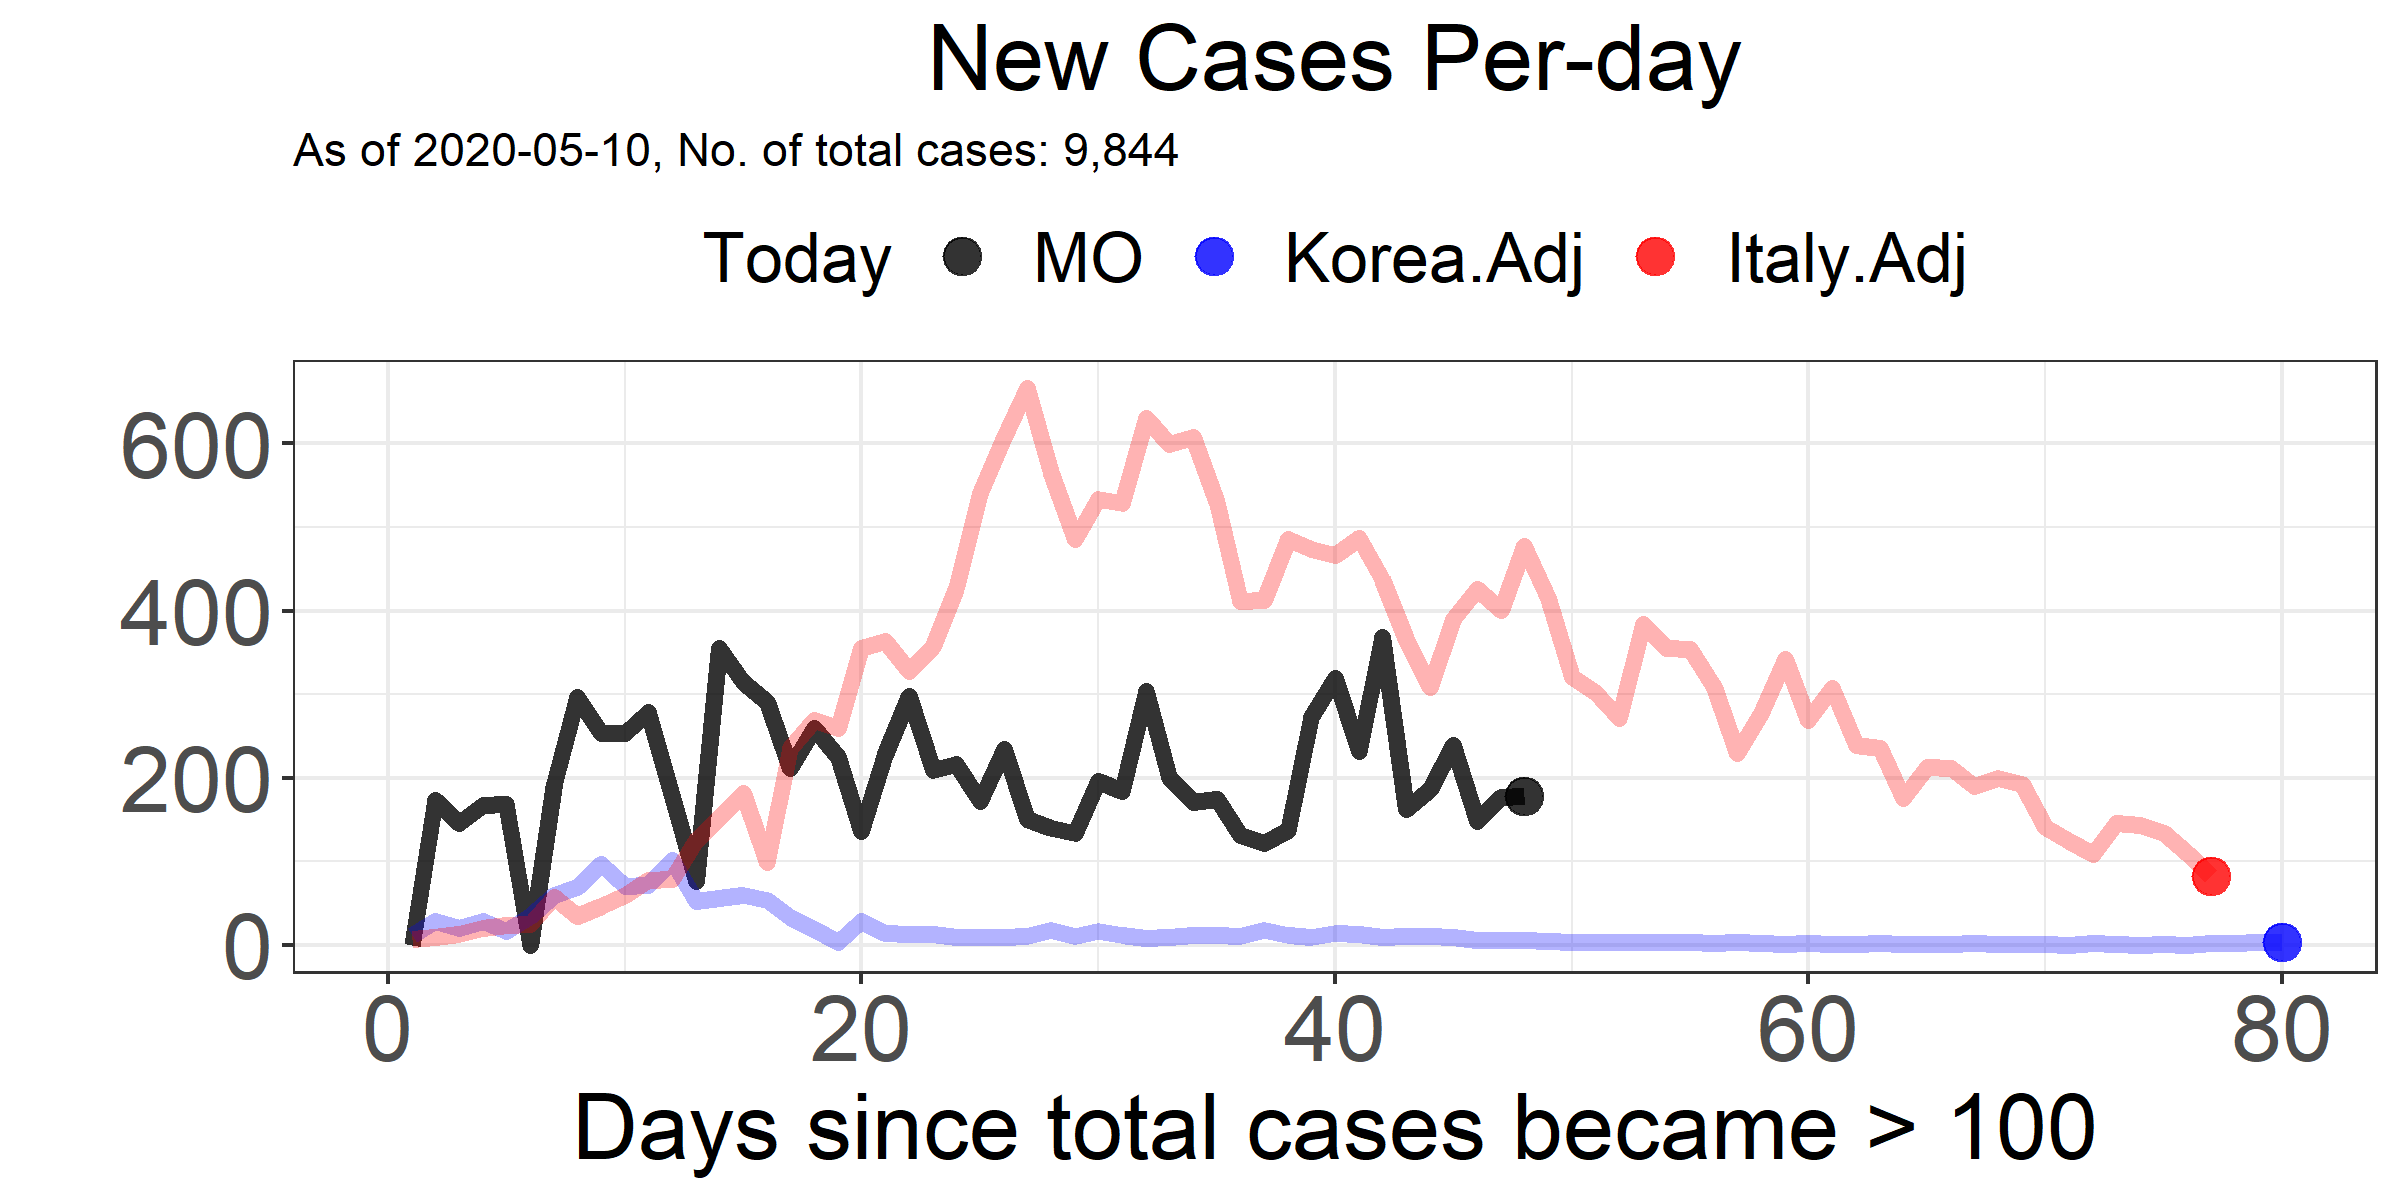 New Cases Per-day
As of 2020-05-10, No. of total cases: 9,844
Today MO Korea.Adj Italy.Adj
600
400
200
0
0 20 40 60 80
Days since total cases became > 100